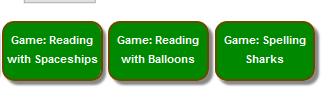 Game: Reading
with Spaceships
Game: Reading
with Balloons
Game: Spelling
Sharks